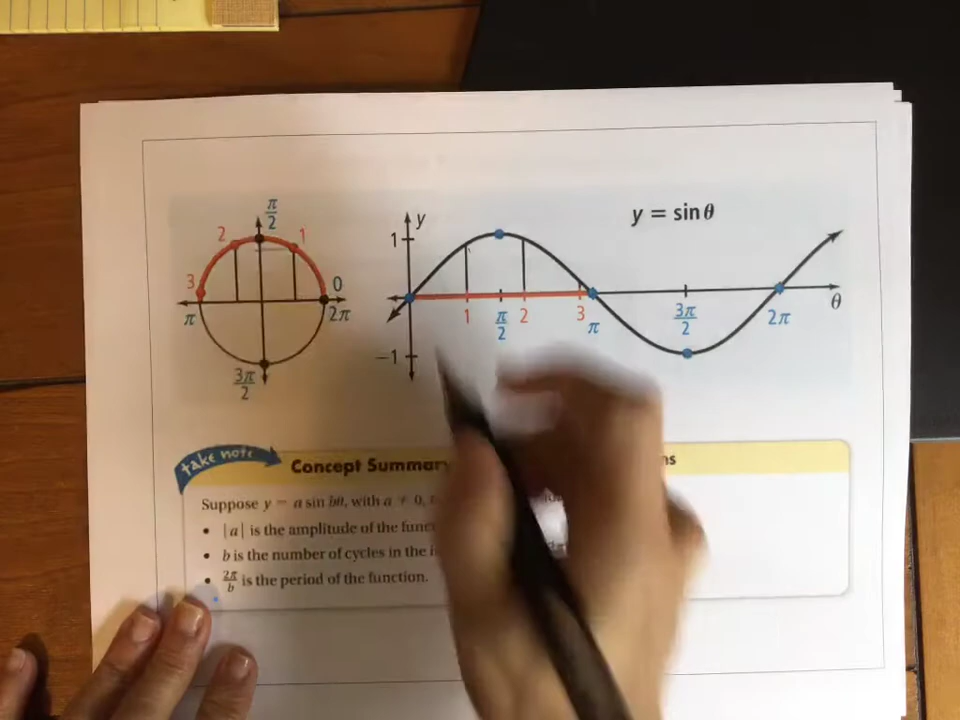 π/2
2
1
3
0
π
2π
3π/2
y
1
−1
y = sin θ
1
π/2
2
3
π
3π/2
2π
θ
take note
Concept Summary
Suppose y = a sin bθ, with a ≠ 0,
• |a| is the amplitude of the
• b is the number of cycles in the
• 2π/b is the period of the function.